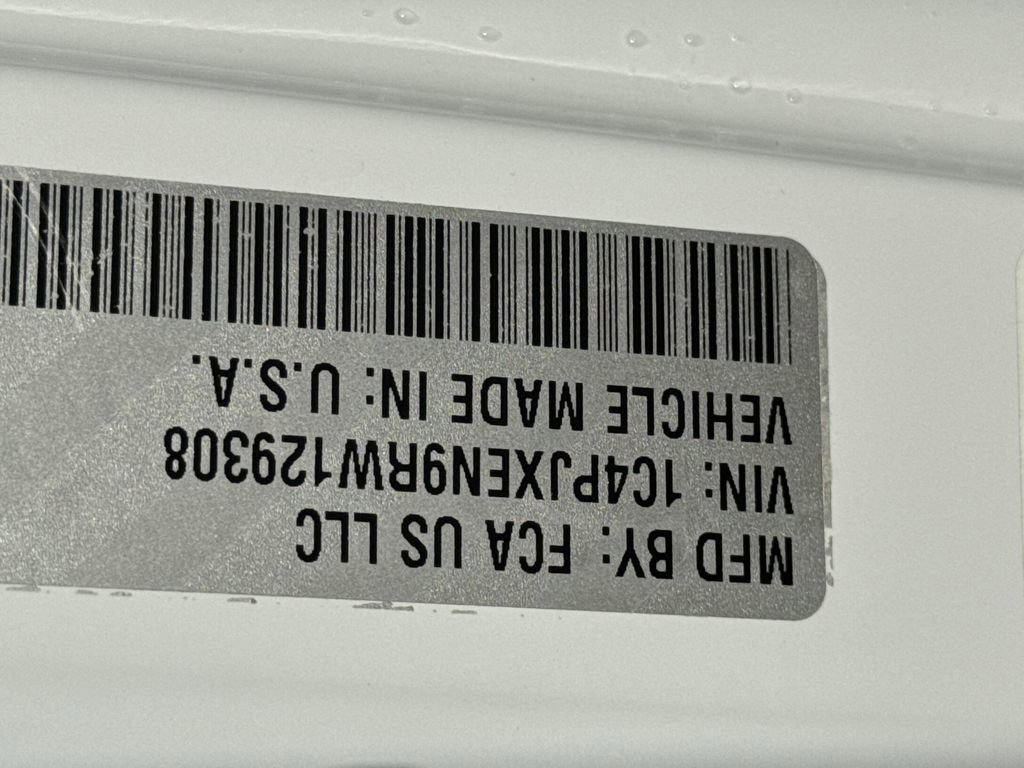 MFD BY: FCA US LLC
VIN: 1C4PJXEN9RW129308
VEHICLE MADE IN: U.S.A.